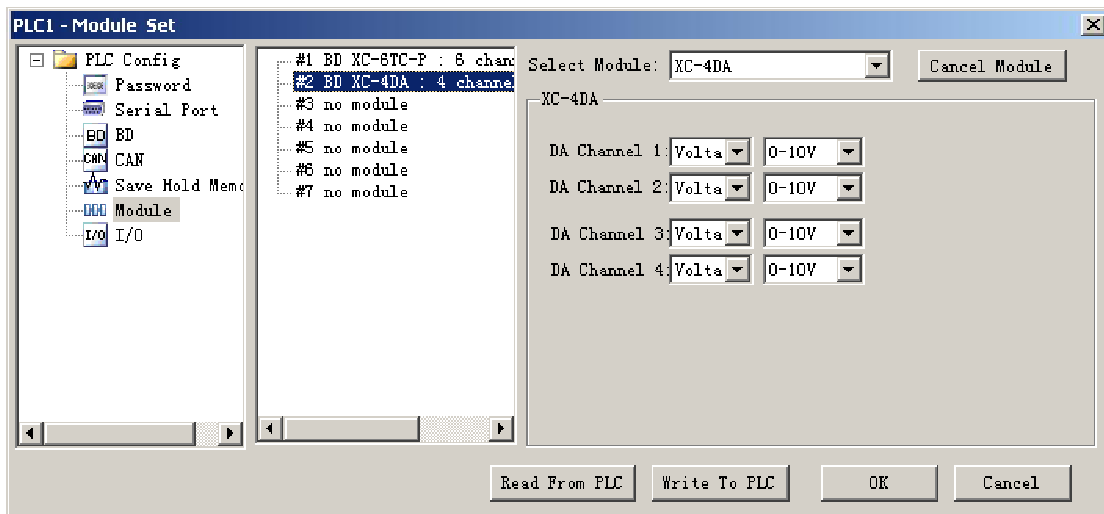 PLC1 - Module Set
PLC Config
Password
Serial Port
BD
BD
CAN
CAN
Save Hold Memo
Module
I/O
I/O
#1 BD XC-6TC-P : 6 chan
#2 BD XC-4DA : 4 channe
#3 no module
#4 no module
#5 no module
#6 no module
#7 no module
Select Module: XC-4DA Cancel Module
XC-4DA
DA Channel 1: Volta 0-10V
DA Channel 2: Volta 0-10V
DA Channel 3: Volta 0-10V
DA Channel 4: Volta 0-10V
Read From PLC Write To PLC OK Cancel